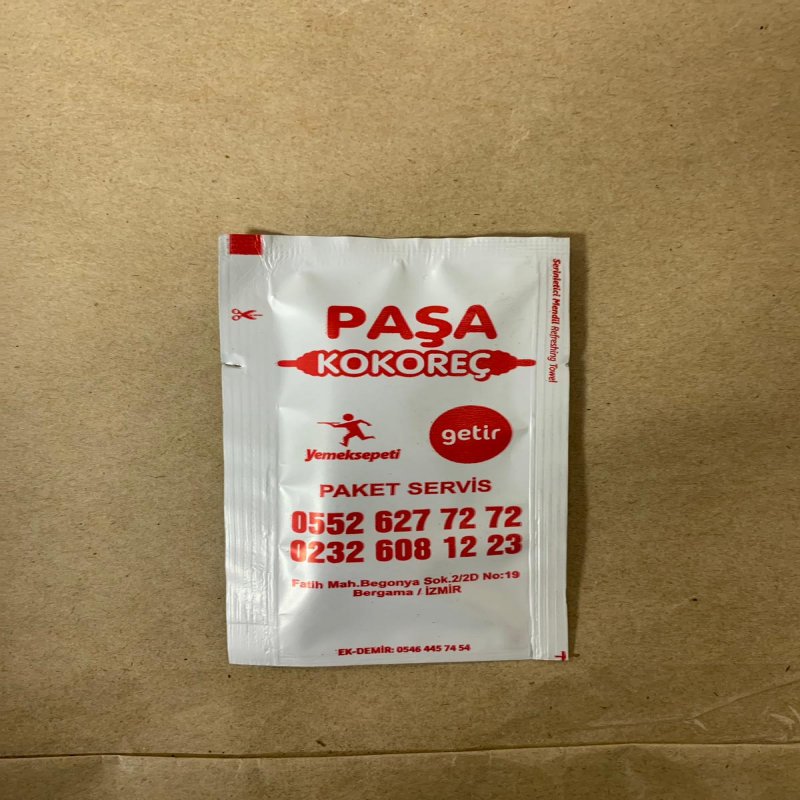 PAŞA
KOKOREÇ
Yemeksepeti
getir
PAKET SERVİS
0552 627 72 72
0232 608 12 23
Fatih Mah.Begonya Sok.2/2D No:19
Bergama / İZMİR
EK-DEMİR: 0546 445 74 54
Serinletici Mendil Refreshing Towel